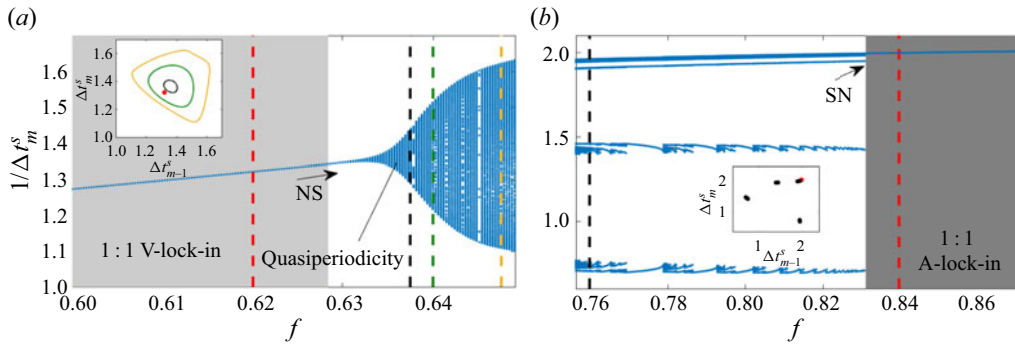 (a)
(b)
1.6
1.5
1.4
1.3
1.2
1.1
1.0
1/Δt^s_m
1.6
1.4
1.2
1.0
Δt^s_m
1.0 1.2 1.4 1.6
Δt^s_{m−1}
NS
1 : 1 V-lock-in
Quasiperiodicity
0.60 0.61 0.62 0.63 0.64
f
2.0
1.5
1.0
SN
2
1
Δt^s_m
1 2
Δt^s_{m−1}
1 : 1
A-lock-in
0.76 0.78 0.80 0.82 0.84 0.86
f